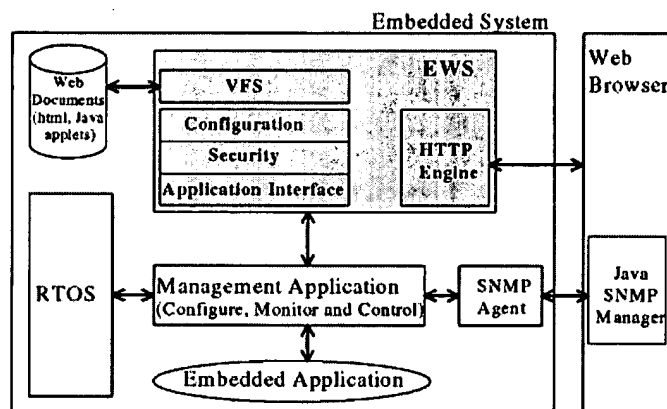 Embedded System
Web
Documents
(html, Java
applets)
VFS
EWS
Configuration
Security
Application Interface
HTTP
Engine
Web
Browser
RTOS
Management Application
(Configure, Monitor and Control)
SNMP
Agent
Java
SNMP
Manager
Embedded Application